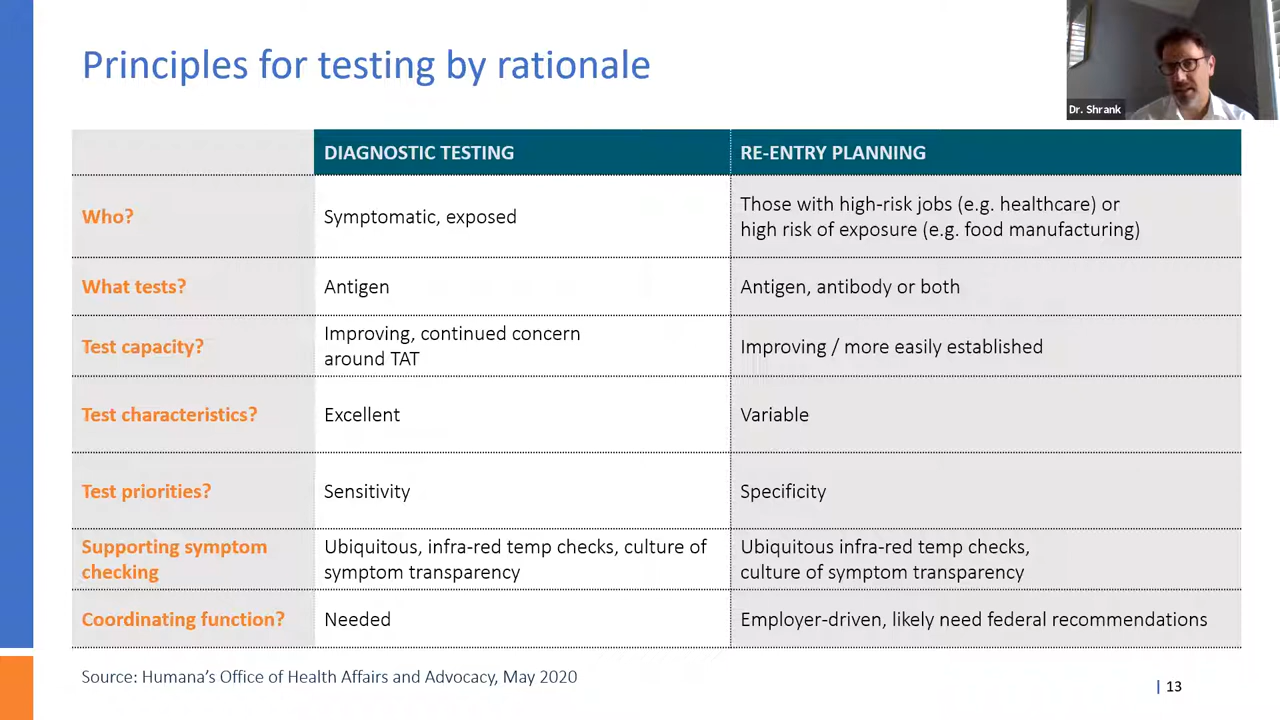 Principles for testing by rationale
Dr. Shrank
DIAGNOSTIC TESTING
RE-ENTRY PLANNING
Who?
Symptomatic, exposed
Those with high-risk jobs (e.g. healthcare) or
high risk of exposure (e.g. food manufacturing)
What tests?
Antigen
Antigen, antibody or both
Test capacity?
Improving, continued concern
around TAT
Improving / more easily established
Test characteristics?
Excellent
Variable
Test priorities?
Sensitivity
Specificity
Supporting symptom
checking
Ubiquitous, infra-red temp checks, culture of
symptom transparency
Ubiquitous infra-red temp checks,
culture of symptom transparency
Coordinating function?
Needed
Employer-driven, likely need federal recommendations
Source: Humana's Office of Health Affairs and Advocacy, May 2020
| 13